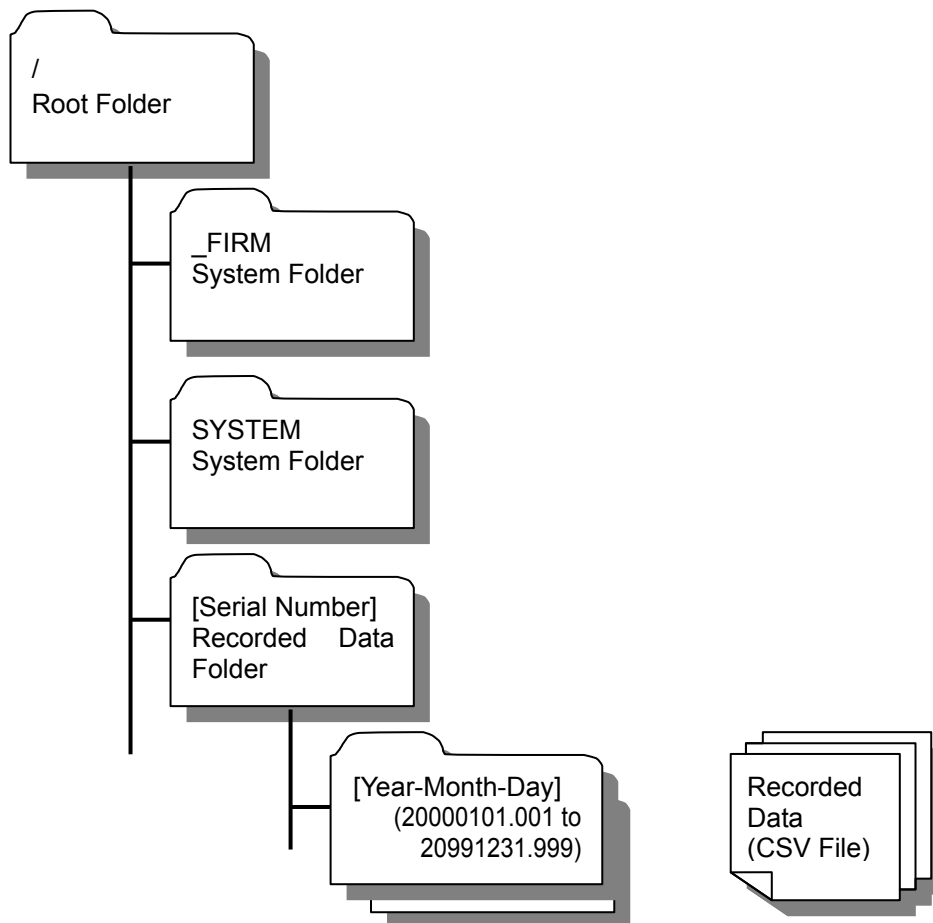 /
Root Folder
_FIRM
System Folder
SYSTEM
System Folder
[Serial Number]
Recorded Data
Folder
[Year-Month-Day]
(20000101.001 to
20991231.999)
Recorded
Data
(CSV File)